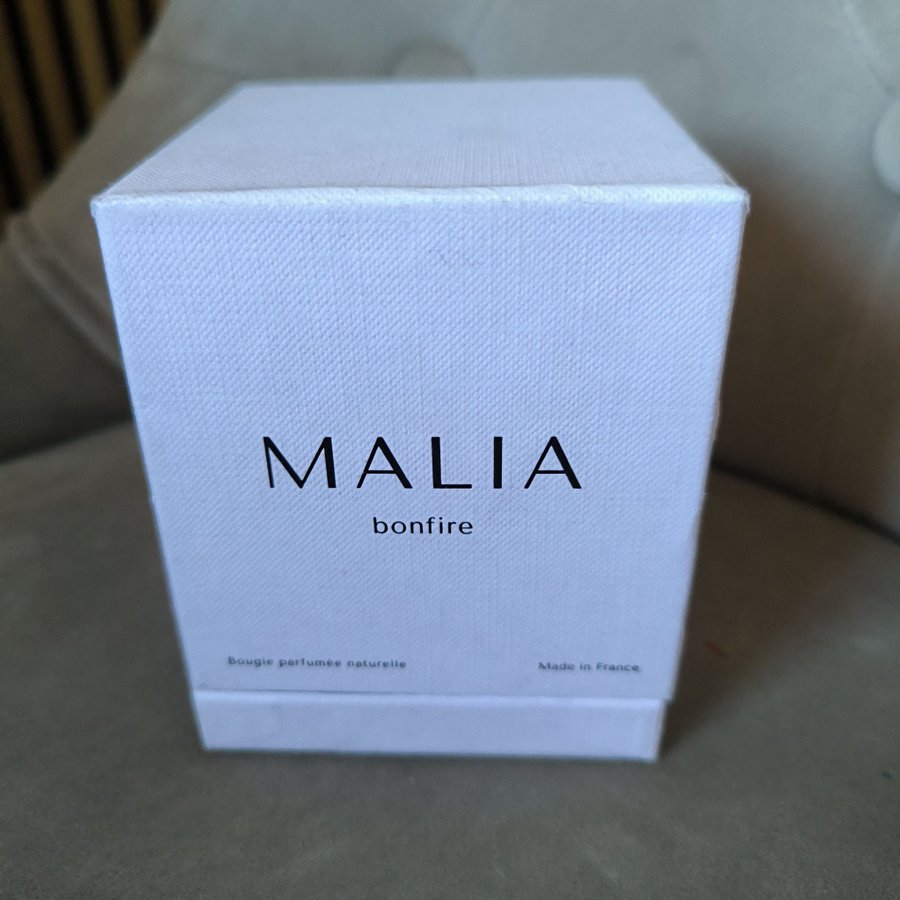 MALIA
bonfire
Bougie parfumée naturelle
Made in France